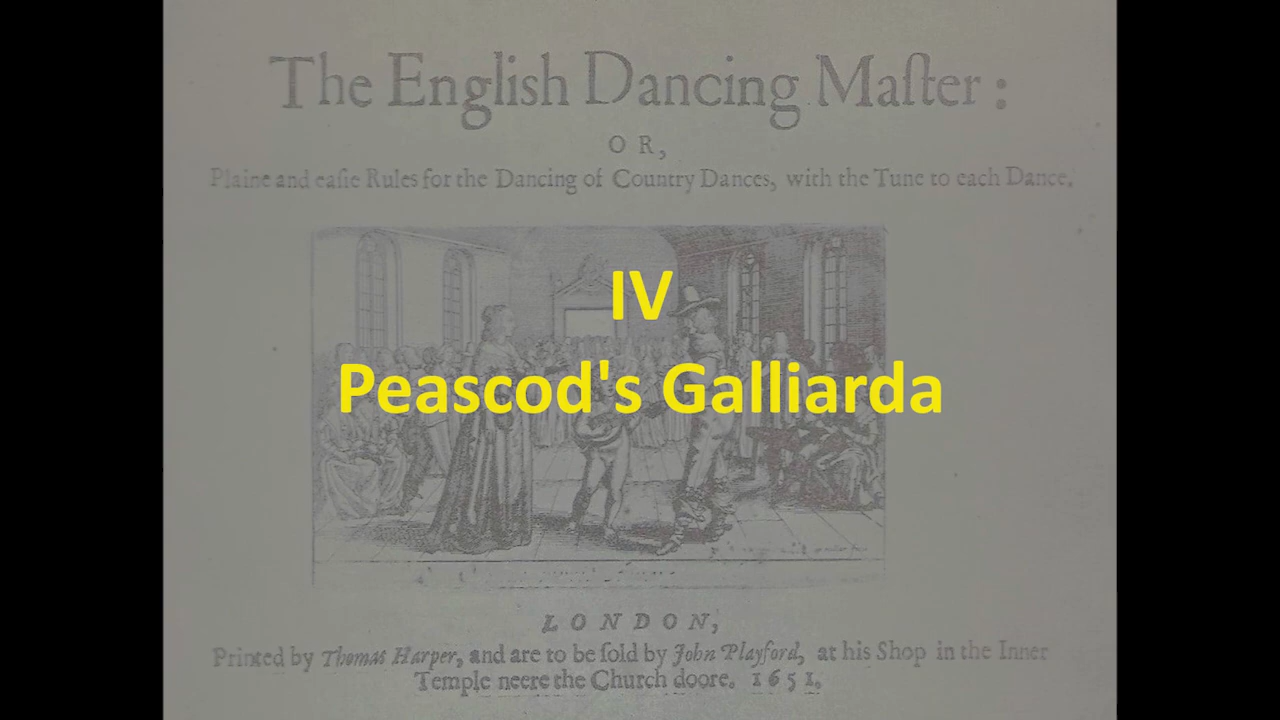 The English Dancing Maſter:
OR,
Plaine and eaſie Rules for the Dancing of Country Dances, with the Tune to each Dance,
IV
Peascod's Galliarda
LONDON,
Printed by Thomas Harper, and are to be ſold by John Playford, at his Shop in the Inner
Temple neere the Church doore. 1651.